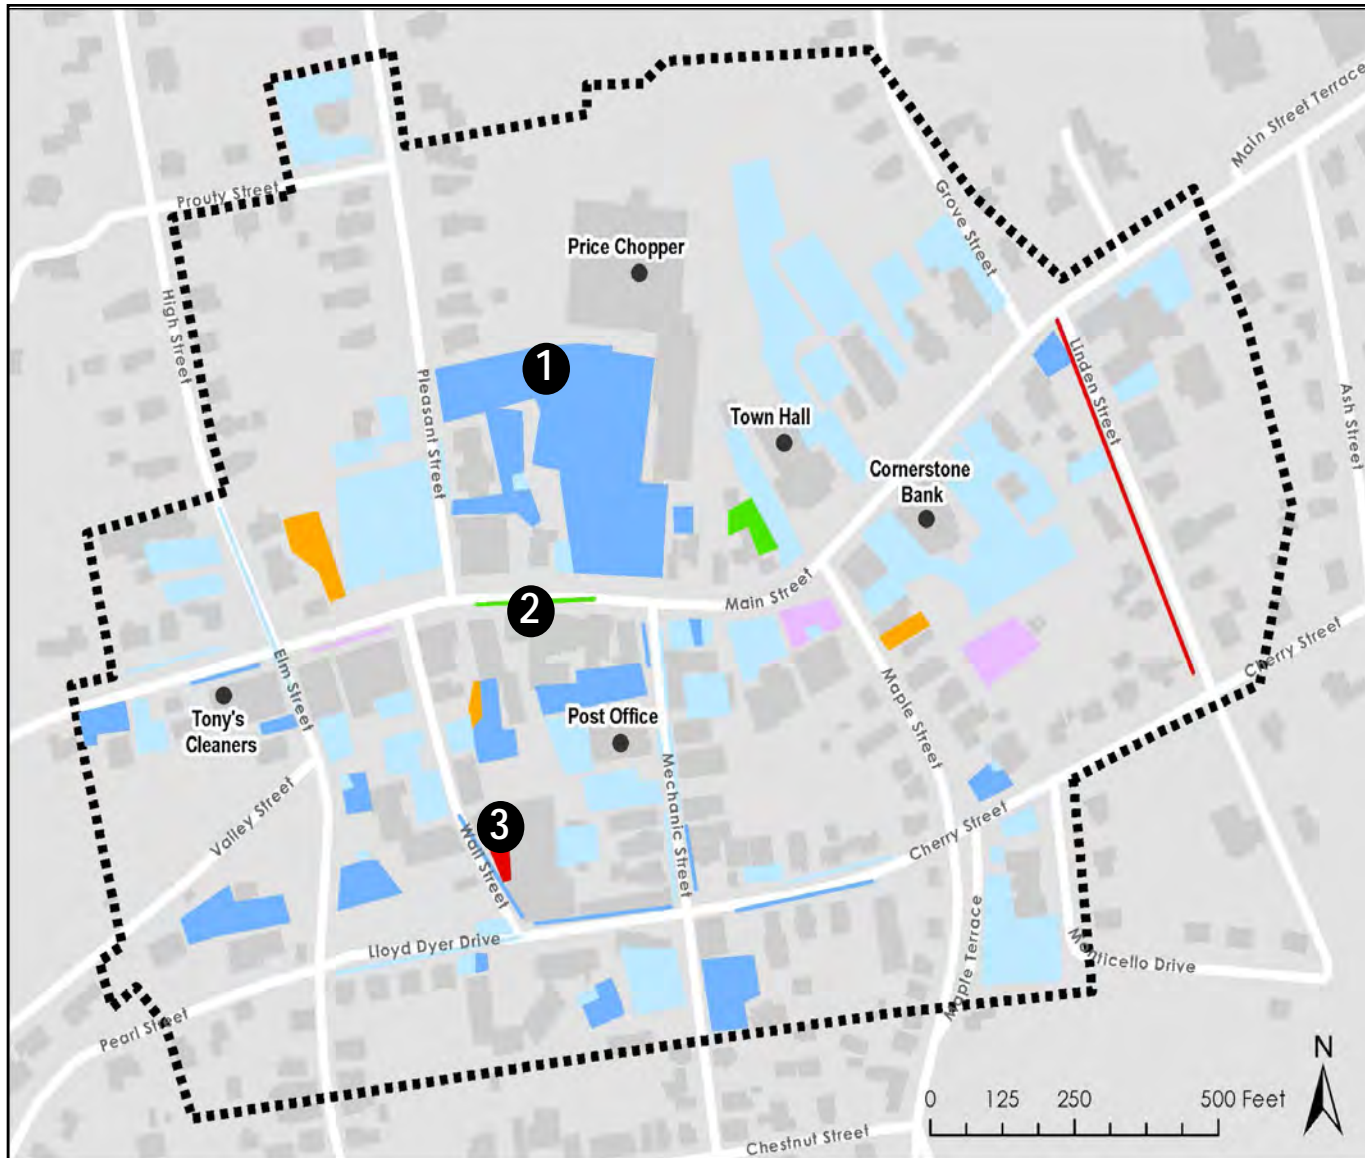 Main Street Terrace
Prouty Street
Grove Street
Price Chopper
High Street
Linden Street
1
Pleasant Street
Ash Street
Town Hall
Cornerstone
Bank
Main Street
2
Elm Street
Cherry Street
Maple Street
Tony's
Cleaners
Post Office
Mechanic Street
Valley Street
3
Wall Street
Cherry Street
Lloyd Dyer Drive
Maple Terrace
Monticello Drive
Pearl Street
N
0 125 250 500 Feet
Chestnut Street